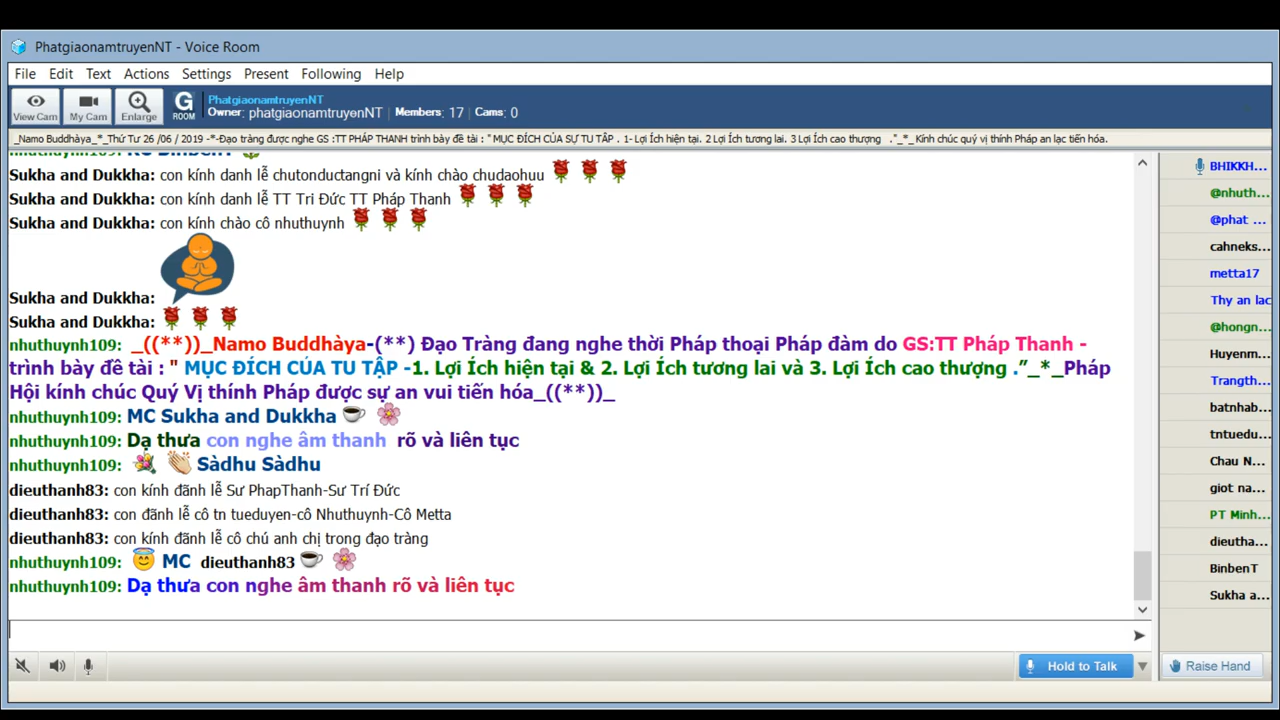 PhatgiaonamtruyenNT - Voice Room
File Edit Text Actions Settings Present Following Help
View Cam My Cam Enlarge G ROOM PhatgiaonamtruyenNT
Owner: phatgiaonamtruyenNT | Members: 17 | Cams: 0
_Namo Buddhàya_*_Thứ Tư 26 /06 / 2019 -*-Đạo tràng được nghe GS :TT PHÁP THANH trình bày đề tài : " MỤC ĐÍCH CỦA SỰ TU TẬP . 1- Lợi Ích hiện tại. 2 Lợi Ích tương lai. 3 Lợi Ích cao thượng ."_*_ Kính chúc quý vị thính Pháp an lạc tiến hóa.
Sukha and Dukkha: con kính danh lễ chutonductangni và kính chào chudaohuu
Sukha and Dukkha: con kính danh lễ TT Tri Đức TT Pháp Thanh
Sukha and Dukkha: con kính chào cô nhuthuynh
Sukha and Dukkha:
Sukha and Dukkha:
nhuthuynh109: _((**))_Namo Buddhàya-(**) Đạo Tràng đang nghe thời Pháp thoại Pháp đàm do GS:TT Pháp Thanh -
trình bày đề tài : " MỤC ĐÍCH CÚA TU TẬP -1. Lợi Ích hiện tại & 2. Lợi Ích tương lai và 3. Lợi Ích cao thượng .”_*_Pháp
Hội kính chúc Quý Vị thính Pháp được sự an vui tiến hóa_((**))_
nhuthuynh109: MC Sukha and Dukkha
nhuthuynh109: Dạ thưa con nghe âm thanh rõ và liên tục
nhuthuynh109: Sàdhu Sàdhu
dieuthanh83: con kính đãnh lễ Sư PhapThanh-Sư Trí Đức
dieuthanh83: con đãnh lễ cô tn tueduyen-cô Nhuthuynh-Cô Metta
dieuthanh83: con kính đãnh lễ cô chú anh chị trong đạo tràng
nhuthuynh109: MC dieuthanh83
nhuthuynh109: Dạ thưa con nghe âm thanh rõ và liên tục
BHIKKH...
@nhuth...
@phat ...
cahneks...
metta17
Thy an lac
@hongn...
Huyenm...
Trangth...
batnhab...
tntuedu...
Chau N...
giot na...
PT Minh...
dieutha...
BinbenT
Sukha a...
Hold to Talk
Raise Hand